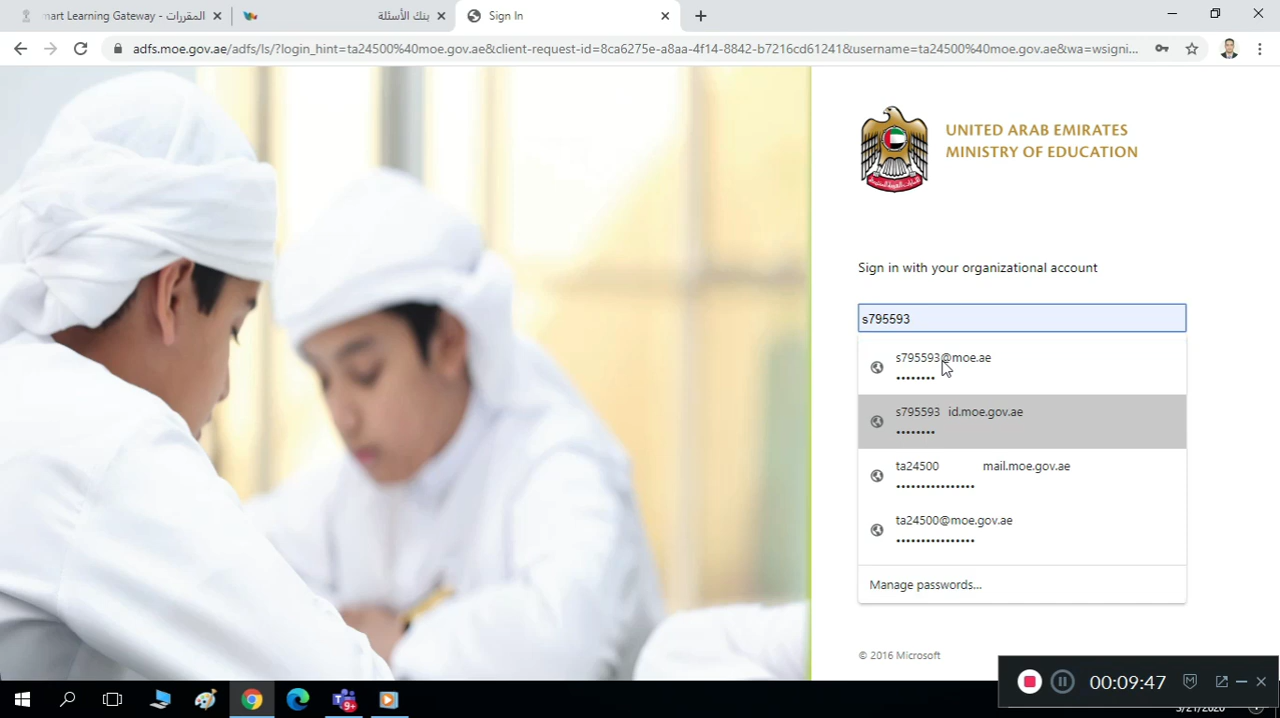 mart Learning Gateway - المقررات
بنك الأسئلة
Sign In
adfs.moe.gov.ae/adfs/ls/?login_hint=ta24500%40moe.gov.ae&client-request-id=8ca6275e-a8aa-4f14-8842-b7216cd61241&username=ta24500%40moe.gov.ae&wa=wsigni...
UNITED ARAB EMIRATES
MINISTRY OF EDUCATION
Sign in with your organizational account
s795593
s795593@moe.ae
••••••••
s795593 id.moe.gov.ae
••••••••
ta24500 mail.moe.gov.ae
••••••••••••••••
ta24500@moe.gov.ae
••••••••••••••••
Manage passwords...
© 2016 Microsoft
00:09:47
9+